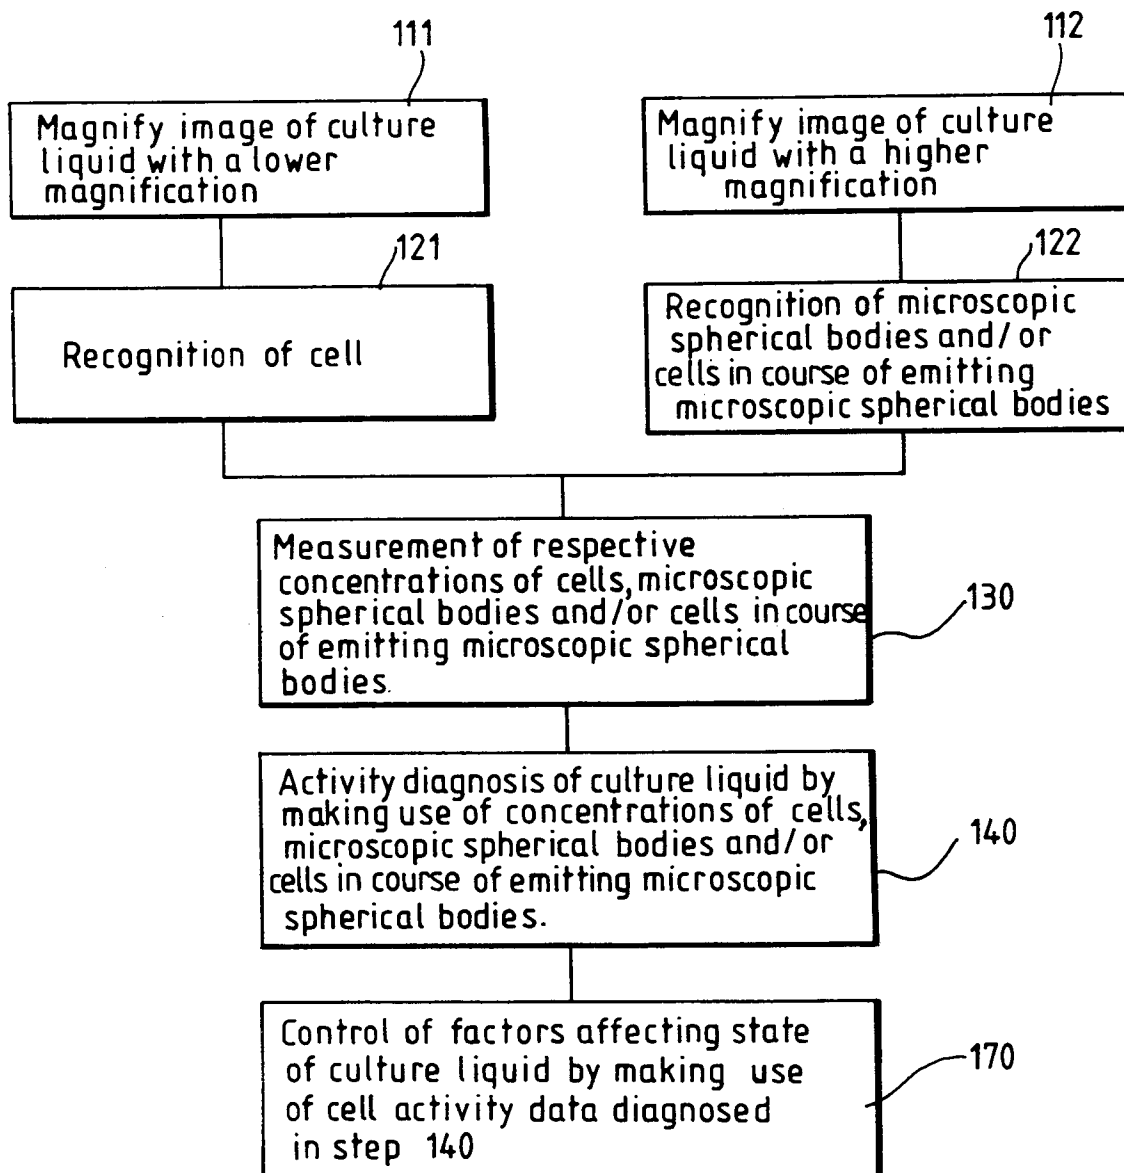 111
Magnify image of culture
liquid with a lower
magnification
112
Magnify image of culture
liquid with a higher
magnification
121
Recognition of cell
122
Recognition of microscopic
spherical bodies and/or
cells in course of emitting
microscopic spherical bodies
Measurement of respective
concentrations of cells, microscopic
spherical bodies and/or cells in course
of emitting microscopic spherical
bodies.
130
Activity diagnosis of culture liquid by
making use of concentrations of cells,
microscopic spherical bodies and/or
cells in course of emitting microscopic
spherical bodies.
140
Control of factors affecting state
of culture liquid by making use
of cell activity data diagnosed
in step 140
170